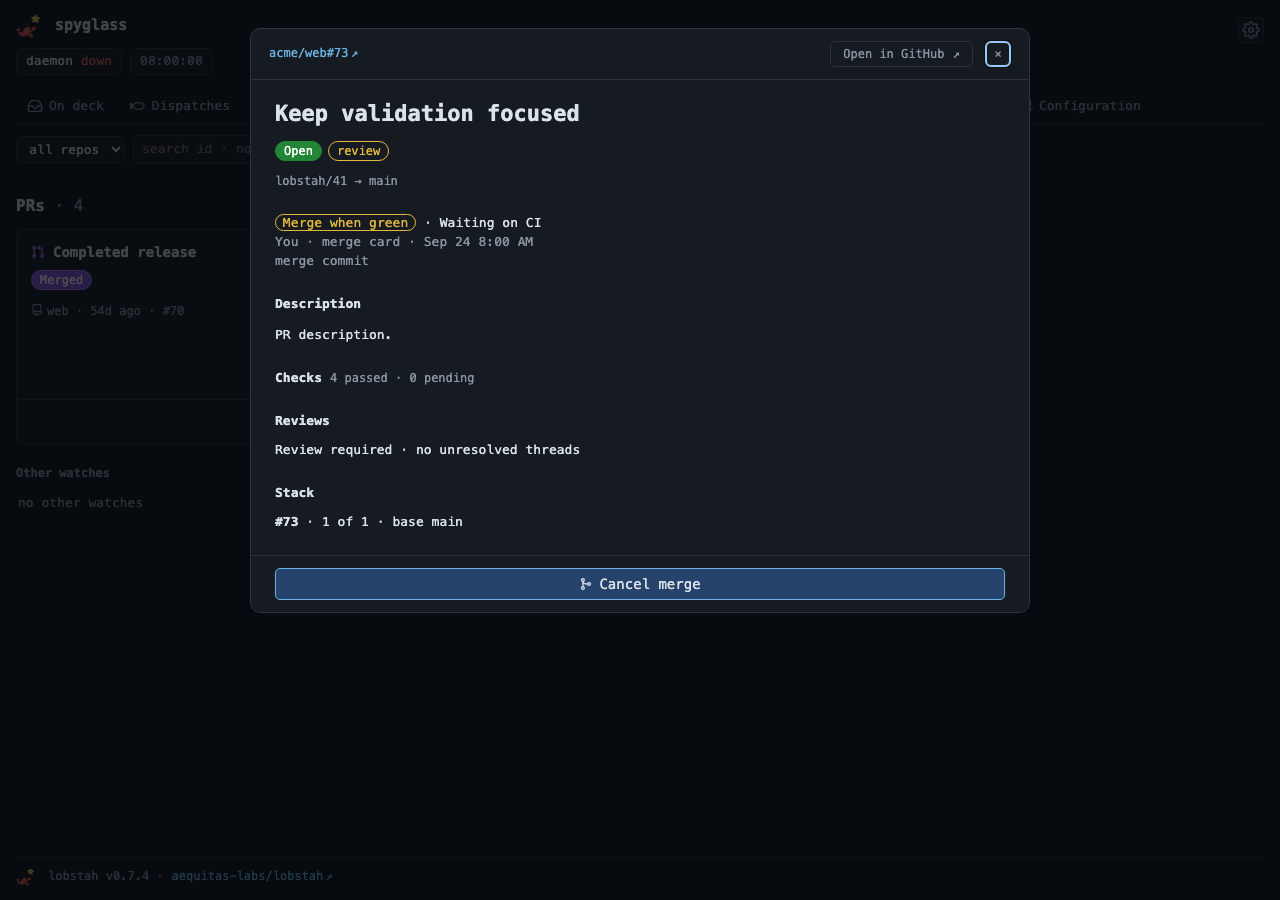 spyglass
daemon down
08:00:00
On deck
Dispatches
Configuration
all repos
search id · no
PRs · 4
Completed release
Merged
web · 54d ago · #70
Other watches
no other watches
acme/web#73↗
Open in GitHub ↗
×
Keep validation focused
Open
review
lobstah/41 → main
Merge when green · Waiting on CI
You · merge card · Sep 24 8:00 AM
merge commit
Description
PR description.
Checks 4 passed · 0 pending
Reviews
Review required · no unresolved threads
Stack
#73 · 1 of 1 · base main
Cancel merge
lobstah v0.7.4 · aequitas-labs/lobstah↗